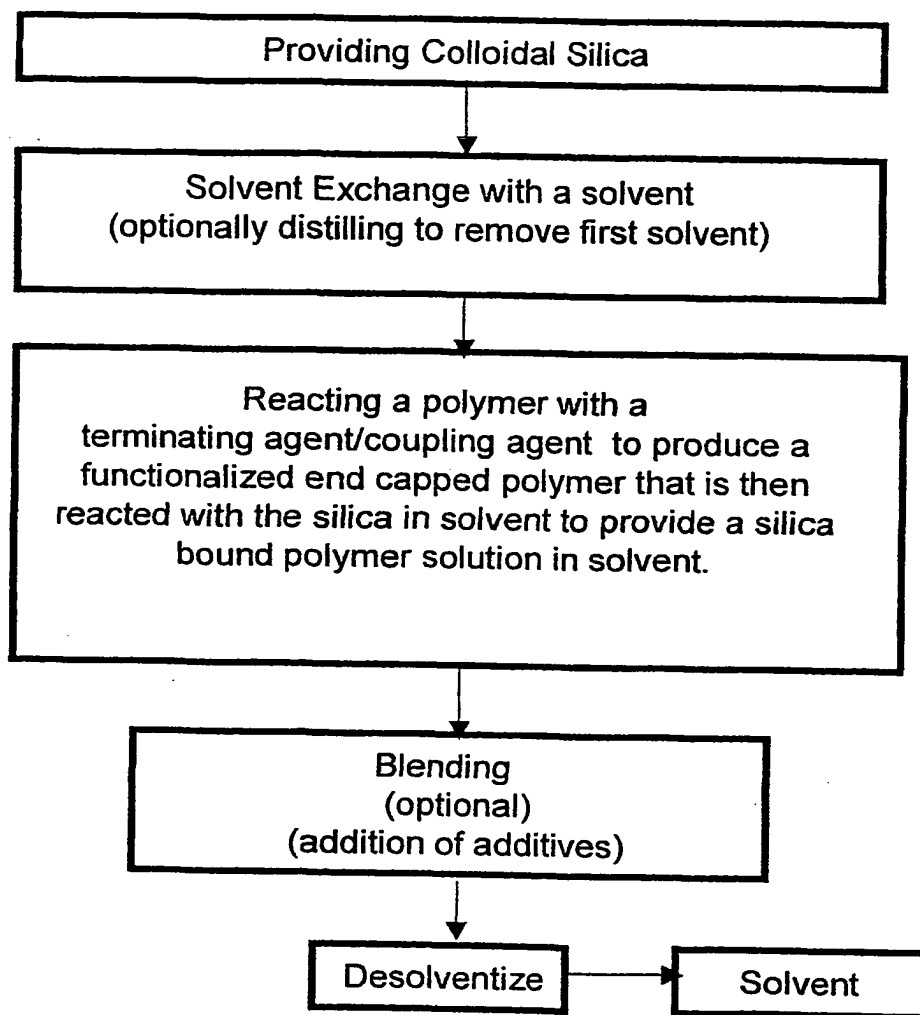 Providing Colloidal Silica
Solvent Exchange with a solvent
(optionally distilling to remove first solvent)
Reacting a polymer with a
terminating agent/coupling agent to produce a
functionalized end capped polymer that is then
reacted with the silica in solvent to provide a silica
bound polymer solution in solvent.
Blending
(optional)
(addition of additives)
Desolventize
Solvent